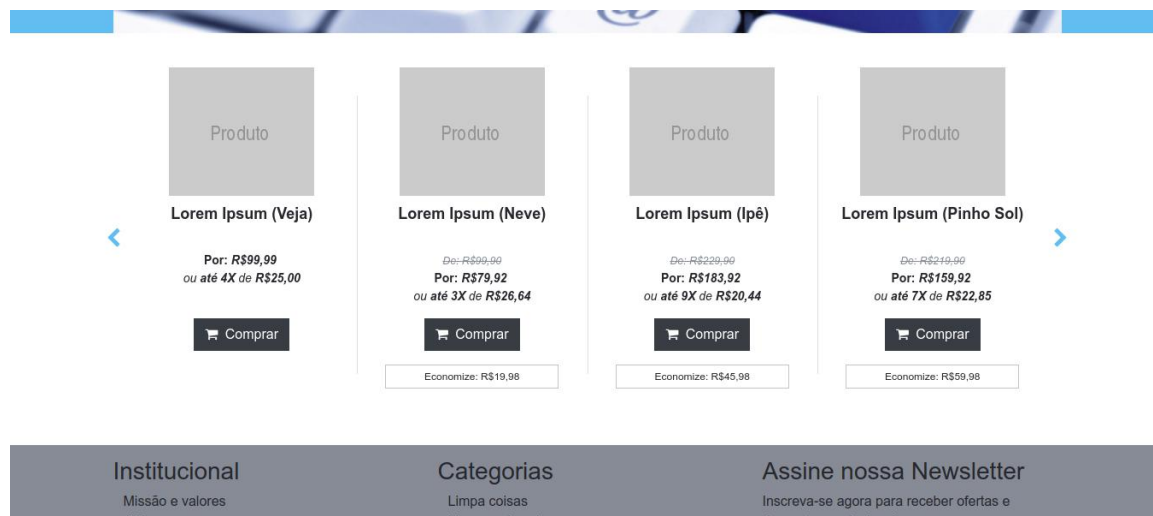 @
Produto
Lorem Ipsum (Veja)
Por: R$99,99
ou até 4X de R$25,00
Comprar
Produto
Lorem Ipsum (Neve)
De: R$99,90
Por: R$79,92
ou até 3X de R$26,64
Comprar
Economize: R$19,98
Produto
Lorem Ipsum (Ipê)
De: R$229,90
Por: R$183,92
ou até 9X de R$20,44
Comprar
Economize: R$45,98
Produto
Lorem Ipsum (Pinho Sol)
De: R$219,90
Por: R$159,92
ou até 7X de R$22,85
Comprar
Economize: R$59,98
Institucional
Missão e valores
Categorias
Limpa coisas
Assine nossa Newsletter
Inscreva-se agora para receber ofertas e